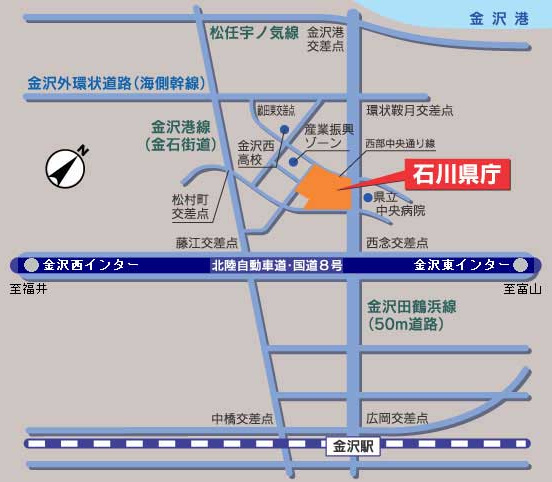 金沢港
松任宇ノ気線
金沢港
交差点
金沢外環状道路(海側幹線)
畝田東交差点
環状鞍月交差点
金沢港線
(金石街道)
産業振興
ゾーン
金沢西
高校
西部中央通り線
N
石川県庁
松村町
交差点
県立
中央病院
藤江交差点
西念交差点
金沢西インター
北陸自動車道・国道8号
金沢東インター
至福井
至富山
金沢田鶴浜線
(50m道路)
中橋交差点
広岡交差点
金沢駅